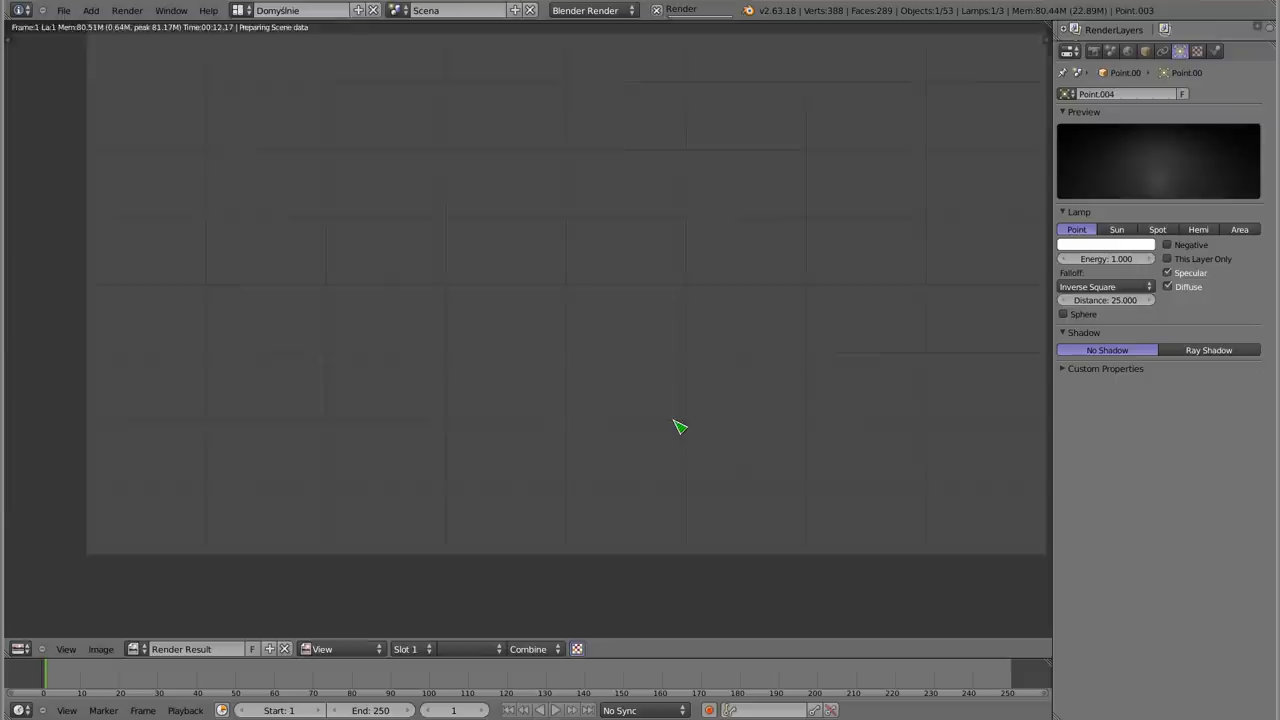 File Add Render Window Help Domyślnie Scena Blender Render Render v2.63.18 | Verts:388 | Faces:289 | Objects:1/53 | Lamps:1/3 | Mem:80.44M (22.89M) | Point.003
Frame:1 La:1 Mem:80.51M (0.64M, peak 81.17M) Time:00:12.17 | Preparing Scene data
RenderLayers
Point.00 Point.00
Point.004 F
Preview
Lamp
Point Sun Spot Hemi Area
Negative
Energy: 1.000 This Layer Only
Falloff: Specular
Inverse Square Diffuse
Distance: 25.000
Sphere
Shadow
No Shadow Ray Shadow
Custom Properties
View Image Render Result F View Slot 1 Combine
0 10 20 30 40 50 60 70 80 90 100 110 120 130 140 150 160 170 180 190 200 210 220 230 240 250
View Marker Frame Playback Start: 1 End: 250 1 No Sync